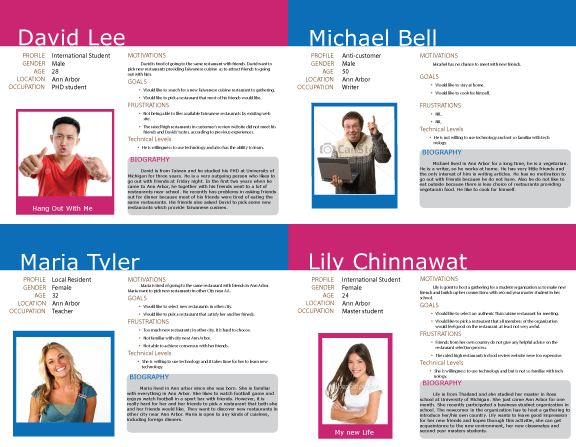 David Lee
PROFILE International Student
GENDER Male
AGE 28
LOCATION Ann Arbor
OCCUPATION PHD student
Hang Out With Me
MOTIVATIONS
David is tired of going to the same restaurant with friends. David want to
pick new restaurants providing Taiwanese cuisine as to attract friends to going
out with him.
GOALS
• Would like to search for a new Taiwanese cuisine restaurant to gathering.
• Would like to pick a restaurant that most of his friends would like.
FRUSTRATIONS
• Not being able to filter available Taiwanese restaurants by existing web
site.
• The rated high restaurants in customer's review website did not meet his
friends and David's tastes, according to previous experiences.
Technical Levels
• He is willingness to use technology and also has the ability to learn.
BIOGRAPHY
David is from Taiwan and he studied his PHD at University of
Michigan for three years. He is a very outgoing person who likes to
go out with friends at Friday night. In the first two years when he
came to Ann Arbor, he together with his friends went to a lot of
restaurants near school. He recently has problems in asking friends
out for dinner because most of his friends were tired of eating the
same restaurants. His friends also asked David to pick some new
restaurants which provide Taiwanese cuisines.
Michael Bell
PROFILE Anti-customer
GENDER Male
AGE 50
LOCATION Ann Arbor
OCCUPATION Writer
MOTIVATIONS
Michael has no chance to meet with new friends.
GOALS
• Would like to stay at home.
• Would like to cook for himself.
FRUSTRATIONS
Technical Levels
• He is not willing to use technology and not so familiar with tech
nology.
BIOGRAPHY
Michael lived in Ann Arbor for a long time, he is a vegetarian.
He is a writer, so he works at home. He has very little friends and
the only interest of him is writing articles. He has no motivation to
go out with friends because he do not have. Also he do not like to
eat outside because there is less choice of restaurants providing
vegetarian food. He like to cook for himself.
Maria Tyler
PROFILE Local Resident
GENDER Female
AGE 32
LOCATION Ann Arbor
OCCUPATION Teacher
MOTIVATIONS
Maria is tired of going to the same restaurant with friends in Ann Arbor.
Maria want to pick new restaurants in other City near AA.
GOALS
• Would like to select new restaurants in other city.
• Would like to pick a restaurant that satisfy her and her friends.
FRUSTRATIONS
• Too much new restaurants in other city. It is hard to choose.
• Not familiar with city near Ann Arbor.
• Not able to achieve consensus with her friends.
Technical Levels
• She is willing to use technology and it takes time for her to learn new
technology.
BIOGRAPHY
Maria lived in Ann arbor since she was born. She is familiar
with everything in Ann Arbor. She likes to watch football game and
enjoys watch football in a sport bar with friends. However, it is
really hard for her and her friends to pick a restaurant that both she
and her friends would like. They want to discover new restaurants in
other city near Ann Arbor. Maria is open to any kinds of cuisines,
including foreign dinners.
Lily Chinnawat
PROFILE International Student
GENDER Female
AGE 24
LOCATION Ann Arbor
OCCUPATION Master student
My new Life
MOTIVATIONS
Lily is going to host a gathering for a student organization as to make new
friends and build up her connections with second year master student in her
school.
GOALS
• Would like to select an authentic Thai cuisine restaurant for meeting.
• Would like to pick a restaurant that all members of the organization
would feel good on the restaurant at least not very awful.
FRUSTRATIONS
• Friends from her own country do not give any helpful advice on the
restaurant selection process.
• The rated high restaurants in food review website were too expensive
Technical Levels
• She is willingness to use technology and but is not so familiar with tech
nology.
BIOGRAPHY
Lily is from Thailand and she studied her master in Ross
school at University of Michigan. She just came Ann Arbor for one
month. She recently participated a business student organization in
school. The newcomer in the organization has to host a gathering to
introduce her/his own country. Lily wants to leave good impression
for her new friends and hopes through this activities, she could get
acquaintance to the new environment, her new classmates and
second year masters students.